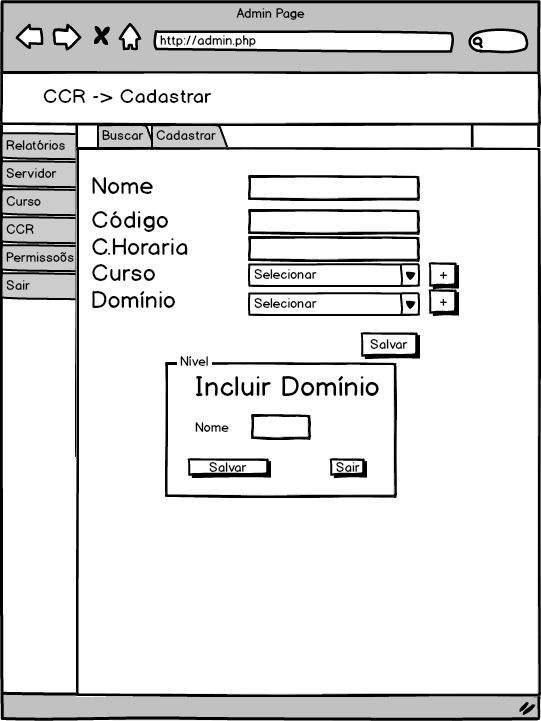 Admin Page
http://admin.php
CCR -> Cadastrar
Buscar Cadastrar
Relatórios
Servidor
Curso
CCR
Permissoõs
Sair
Nome
Código
C.Horaria
Curso Selecionar +
Domínio Selecionar +
Salvar
Nível
Incluir Domínio
Nome
Salvar Sair